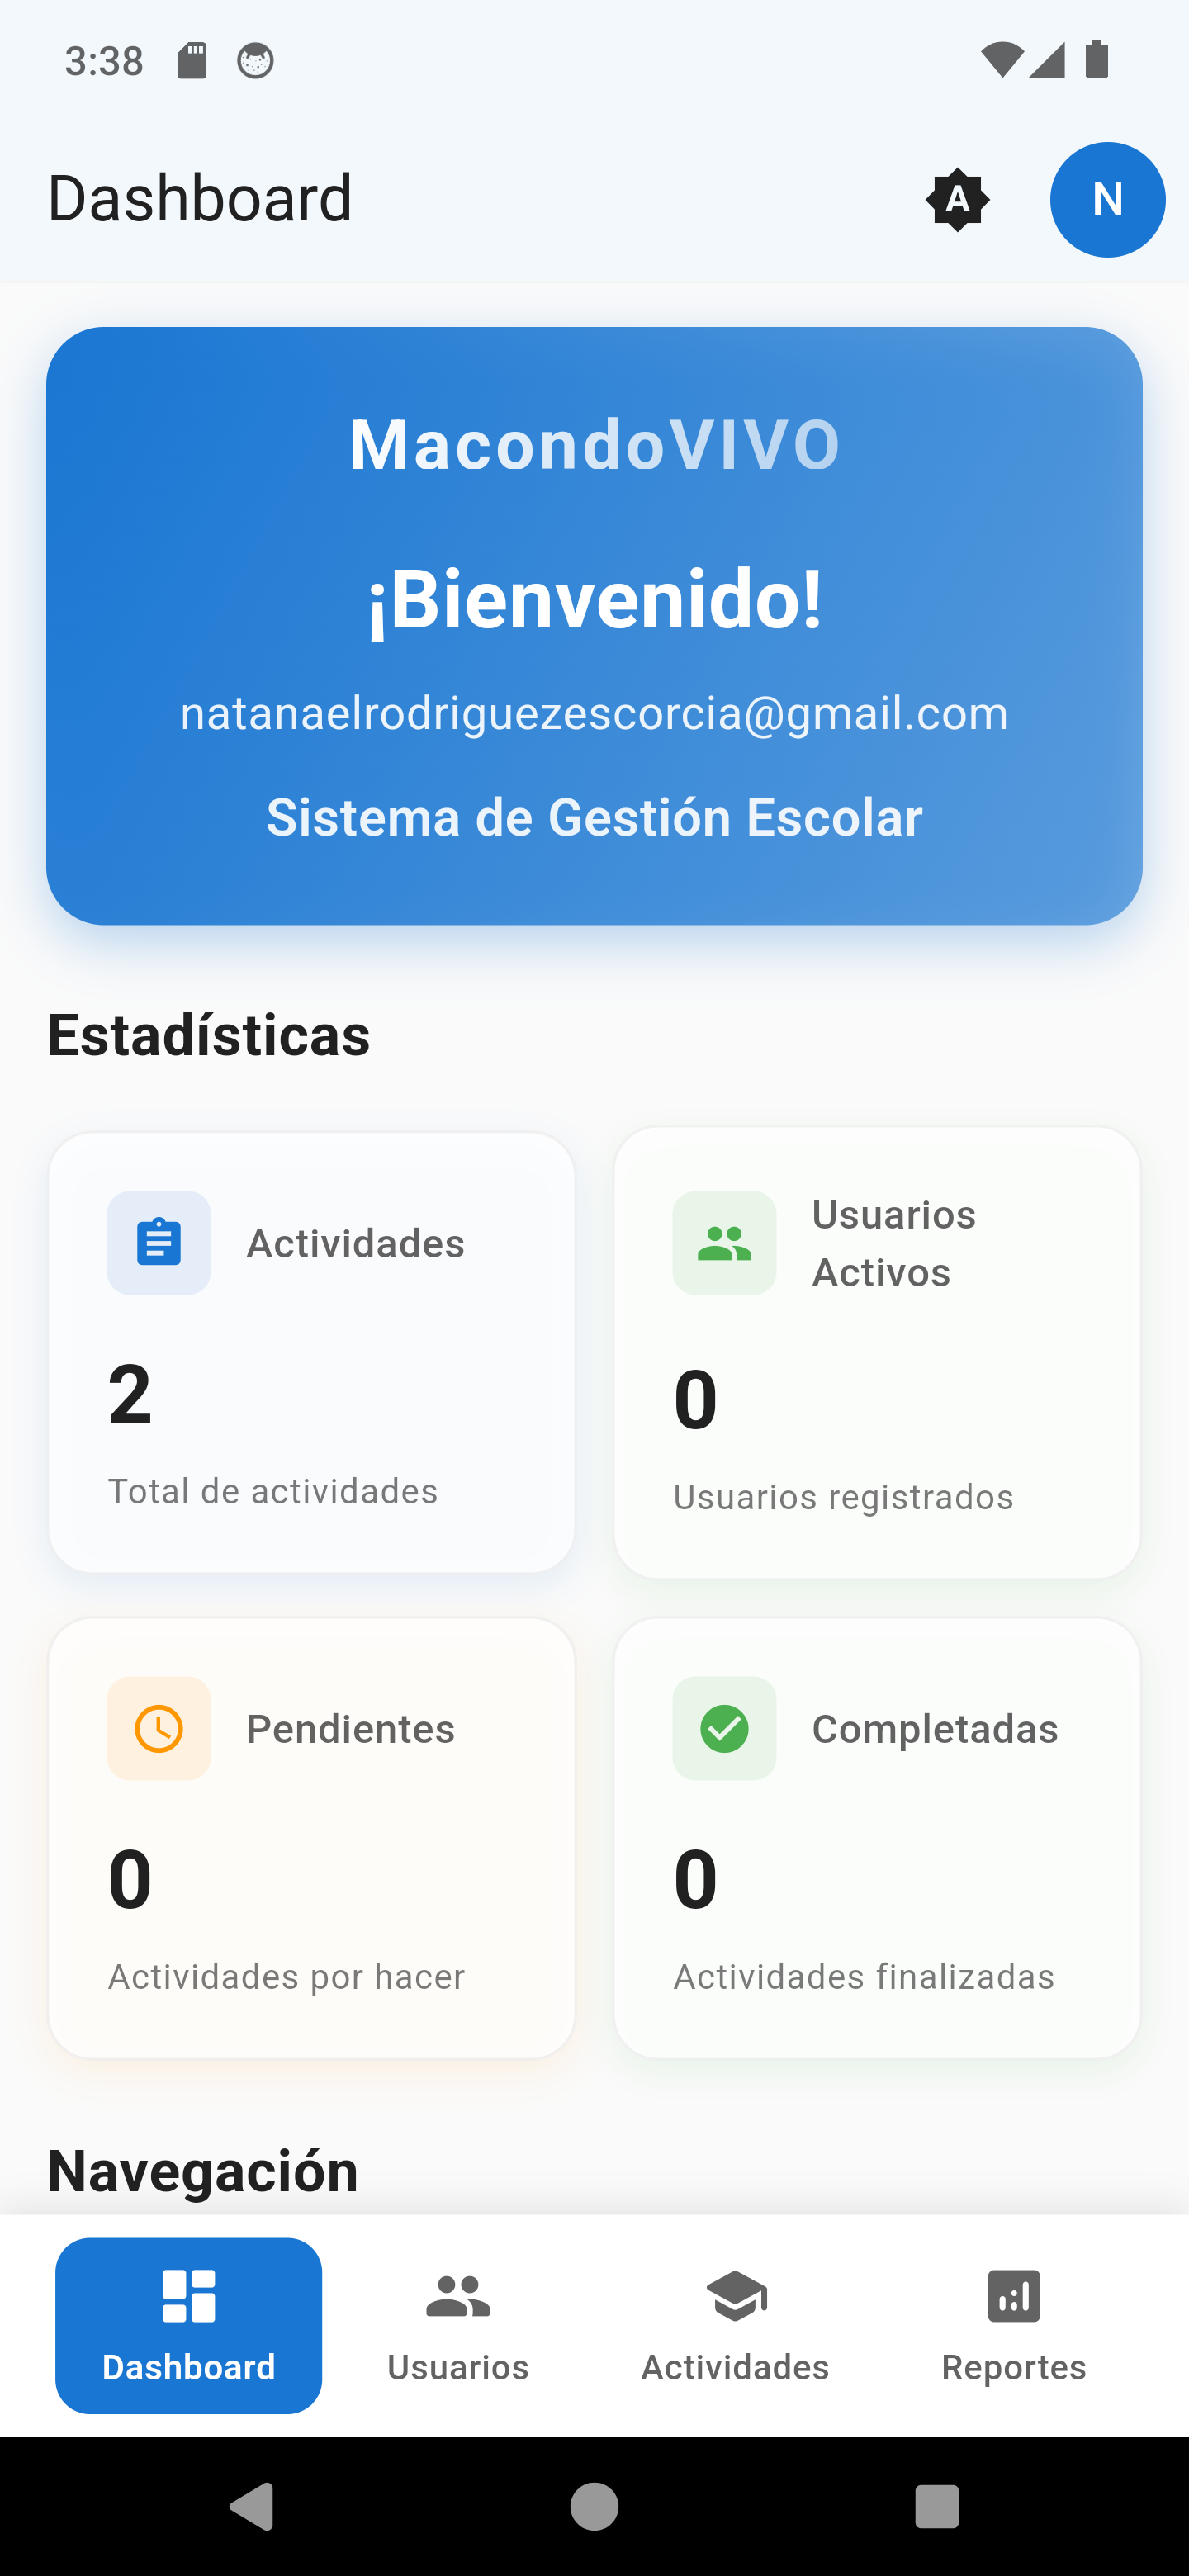 3:38
Dashboard
A
N
MacondoVIVO
¡Bienvenido!
natanaelrodriguezescorcia@gmail.com
Sistema de Gestión Escolar
Estadísticas
Actividades
2
Total de actividades
Usuarios
Activos
0
Usuarios registrados
Pendientes
0
Actividades por hacer
Completadas
0
Actividades finalizadas
Navegación
Dashboard
Usuarios
Actividades
Reportes